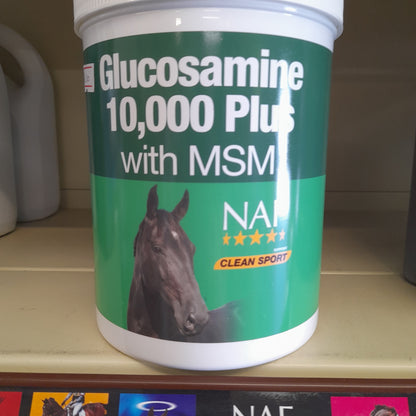 Glucosamine
10,000 Plus
with MSM
NAF
CLEAN SPORT
NAF